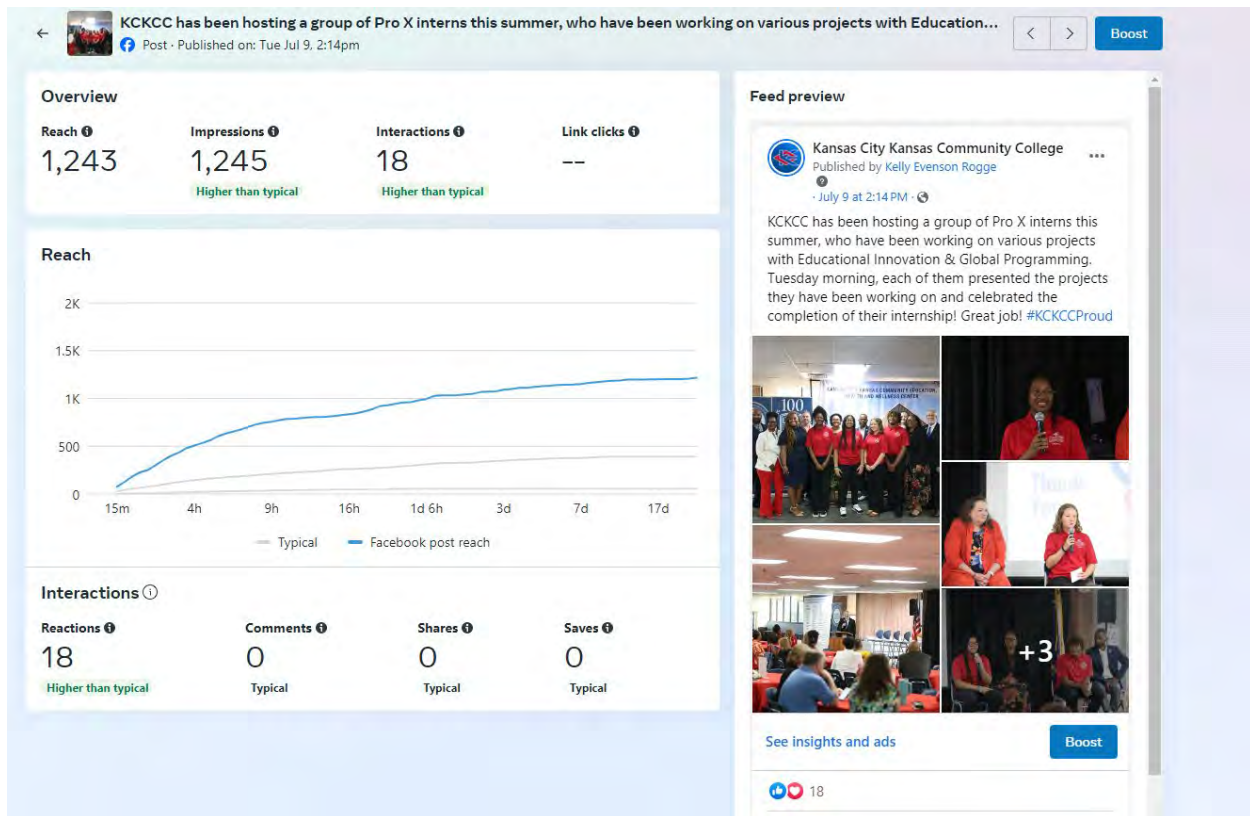 KCKCC has been hosting a group of Pro X interns this summer, who have been working on various projects with Education...
Post · Published on: Tue Jul 9, 2:14pm
Boost
Overview
Reach
Impressions
Interactions
Link clicks
1,243
1,245
18
--
Higher than typical
Higher than typical
Reach
2K
1.5K
1K
500
0
15m
4h
9h
16h
1d 6h
3d
7d
17d
Typical
Facebook post reach
Interactions
Reactions
Comments
Shares
Saves
18
0
0
0
Higher than typical
Typical
Typical
Typical
Feed preview
Kansas City Kansas Community College
Published by Kelly Evenson Rogge
· July 9 at 2:14 PM ·
KCKCC has been hosting a group of Pro X interns this
summer, who have been working on various projects
with Educational Innovation & Global Programming.
Tuesday morning, each of them presented the projects
they have been working on and celebrated the
completion of their internship! Great job! #KCKCCProud
100
+3
See insights and ads
Boost
18